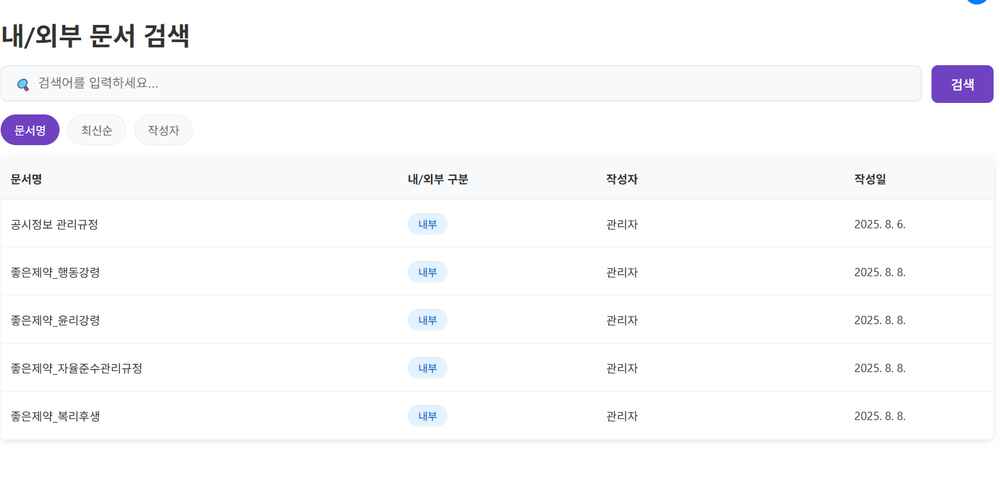 내/외부 문서 검색
검색어를 입력하세요...
검색
문서명 최신순 작성자
문서명 내/외부 구분 작성자 작성일
공시정보 관리규정 내부 관리자 2025. 8. 6.
좋은제약_행동강령 내부 관리자 2025. 8. 8.
좋은제약_윤리강령 내부 관리자 2025. 8. 8.
좋은제약_자율준수관리규정 내부 관리자 2025. 8. 8.
좋은제약_복리후생 내부 관리자 2025. 8. 8.